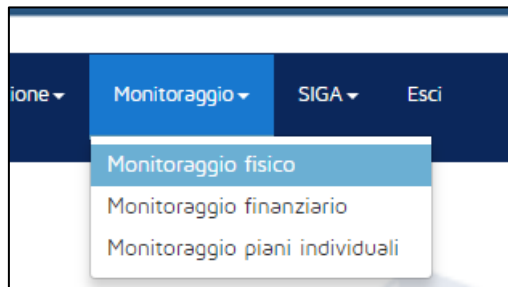 ione Monitoraggio SIGA Esci
Monitoraggio fisico
Monitoraggio finanziario
Monitoraggio piani individuali